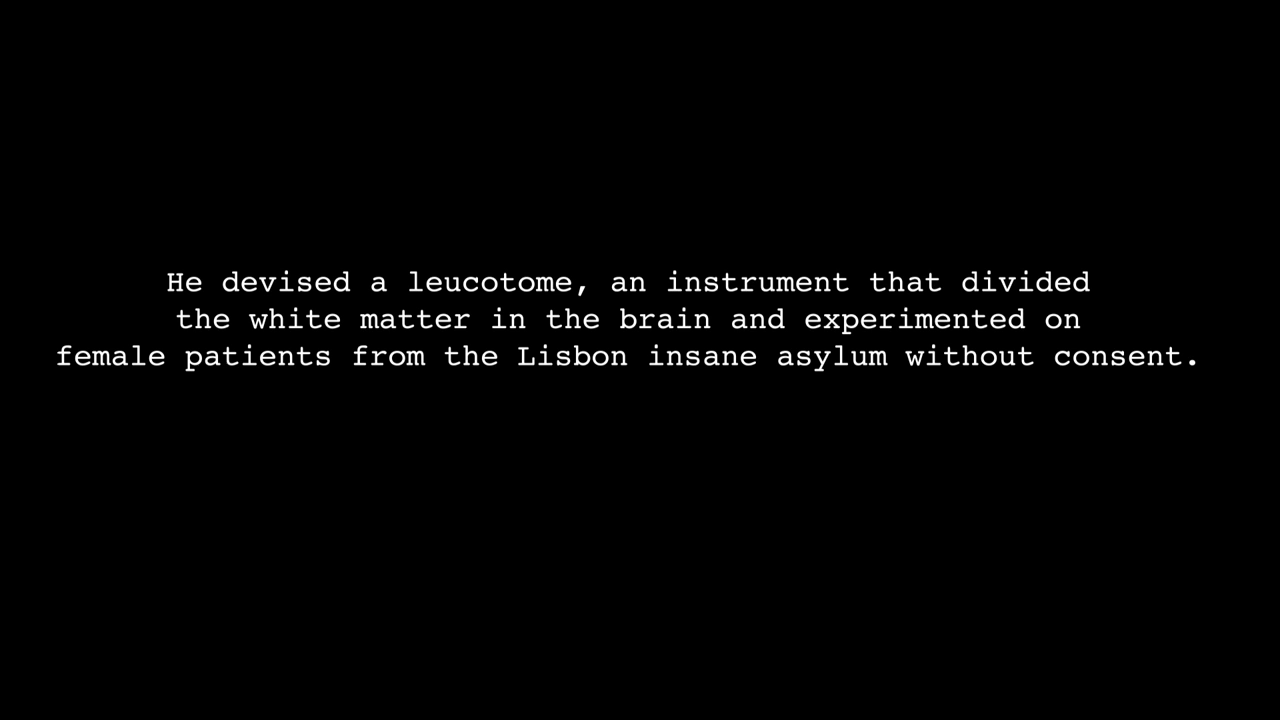 He devised a leucotome, an instrument that divided
the white matter in the brain and experimented on
female patients from the Lisbon insane asylum without consent.